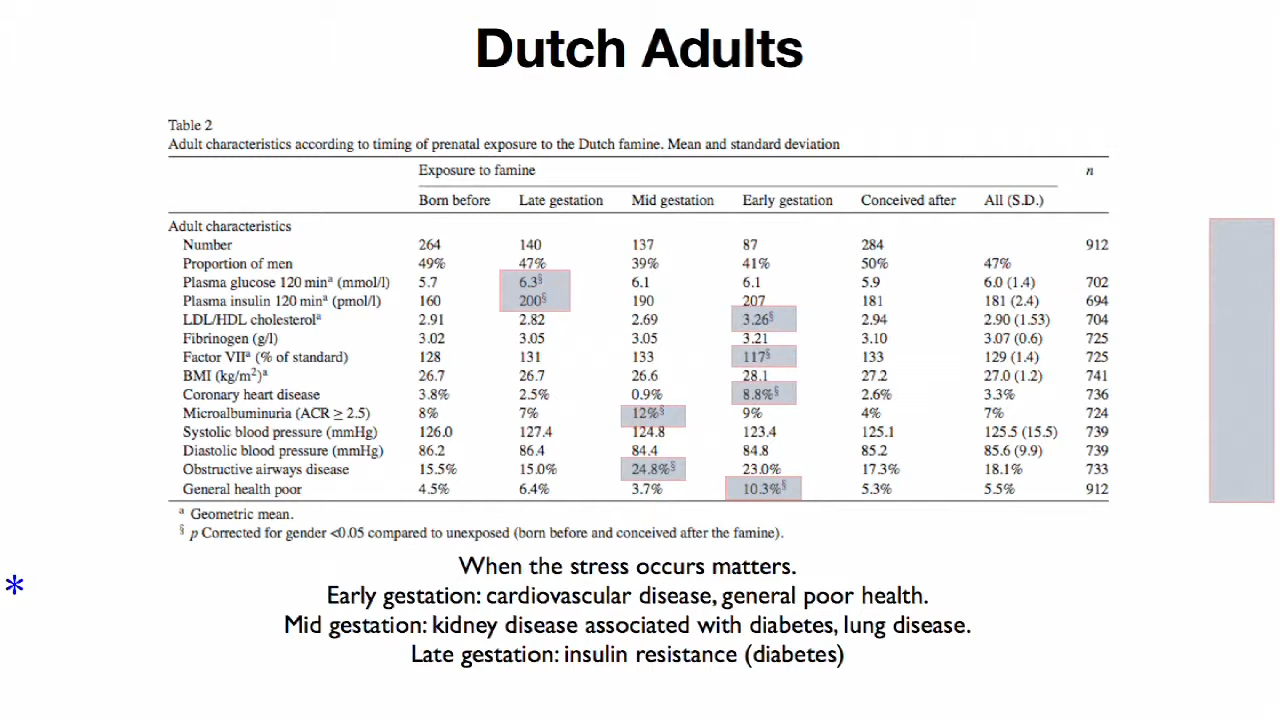 Dutch Adults
Table 2
Adult characteristics according to timing of prenatal exposure to the Dutch famine. Mean and standard deviation
Exposure to famine n
Born before Late gestation Mid gestation Early gestation Conceived after All (S.D.)
Adult characteristics
Number 264 140 137 87 284 912
Proportion of men 49% 47% 39% 41% 50% 47%
Plasma glucose 120 minᵃ (mmol/l) 5.7 6.3§ 6.1 6.1 5.9 6.0 (1.4) 702
Plasma insulin 120 minᵃ (pmol/l) 160 200§ 190 207 181 181 (2.4) 694
LDL/HDL cholesterolᵃ 2.91 2.82 2.69 3.26§ 2.94 2.90 (1.53) 704
Fibrinogen (g/l) 3.02 3.05 3.05 3.21 3.10 3.07 (0.6) 725
Factor VIIᵃ (% of standard) 128 131 133 117§ 133 129 (1.4) 725
BMI (kg/m²)ᵃ 26.7 26.7 26.6 28.1 27.2 27.0 (1.2) 741
Coronary heart disease 3.8% 2.5% 0.9% 8.8%§ 2.6% 3.3% 736
Microalbuminuria (ACR ≥ 2.5) 8% 7% 12%§ 9% 4% 7% 724
Systolic blood pressure (mmHg) 126.0 127.4 124.8 123.4 125.1 125.5 (15.5) 739
Diastolic blood pressure (mmHg) 86.2 86.4 84.4 84.8 85.2 85.6 (9.9) 739
Obstructive airways disease 15.5% 15.0% 24.8%§ 23.0% 17.3% 18.1% 733
General health poor 4.5% 6.4% 3.7% 10.3%§ 5.3% 5.5% 912
ᵃ Geometric mean.
§ p Corrected for gender <0.05 compared to unexposed (born before and conceived after the famine).
When the stress occurs matters.
* Early gestation: cardiovascular disease, general poor health.
Mid gestation: kidney disease associated with diabetes, lung disease.
Late gestation: insulin resistance (diabetes)